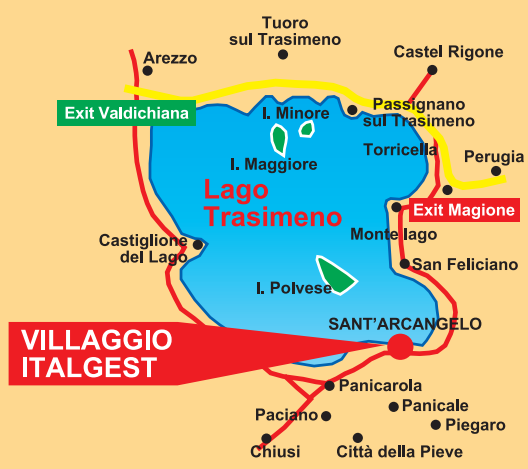 Tuoro
sul Trasimeno
Arezzo
Castel Rigone
Exit Valdichiana
I. Minore
Passignano
sul Trasimeno
Torricella
I. Maggiore
Perugia
Lago
Trasimeno
Exit Magione
Castiglione
del Lago
Monte lago
San Feliciano
I. Polvese
SANT'ARCANGELO
VILLAGGIO
ITALGEST
Panicarola
Paciano
Panicale
Piegaro
Chiusi
Città della Pieve